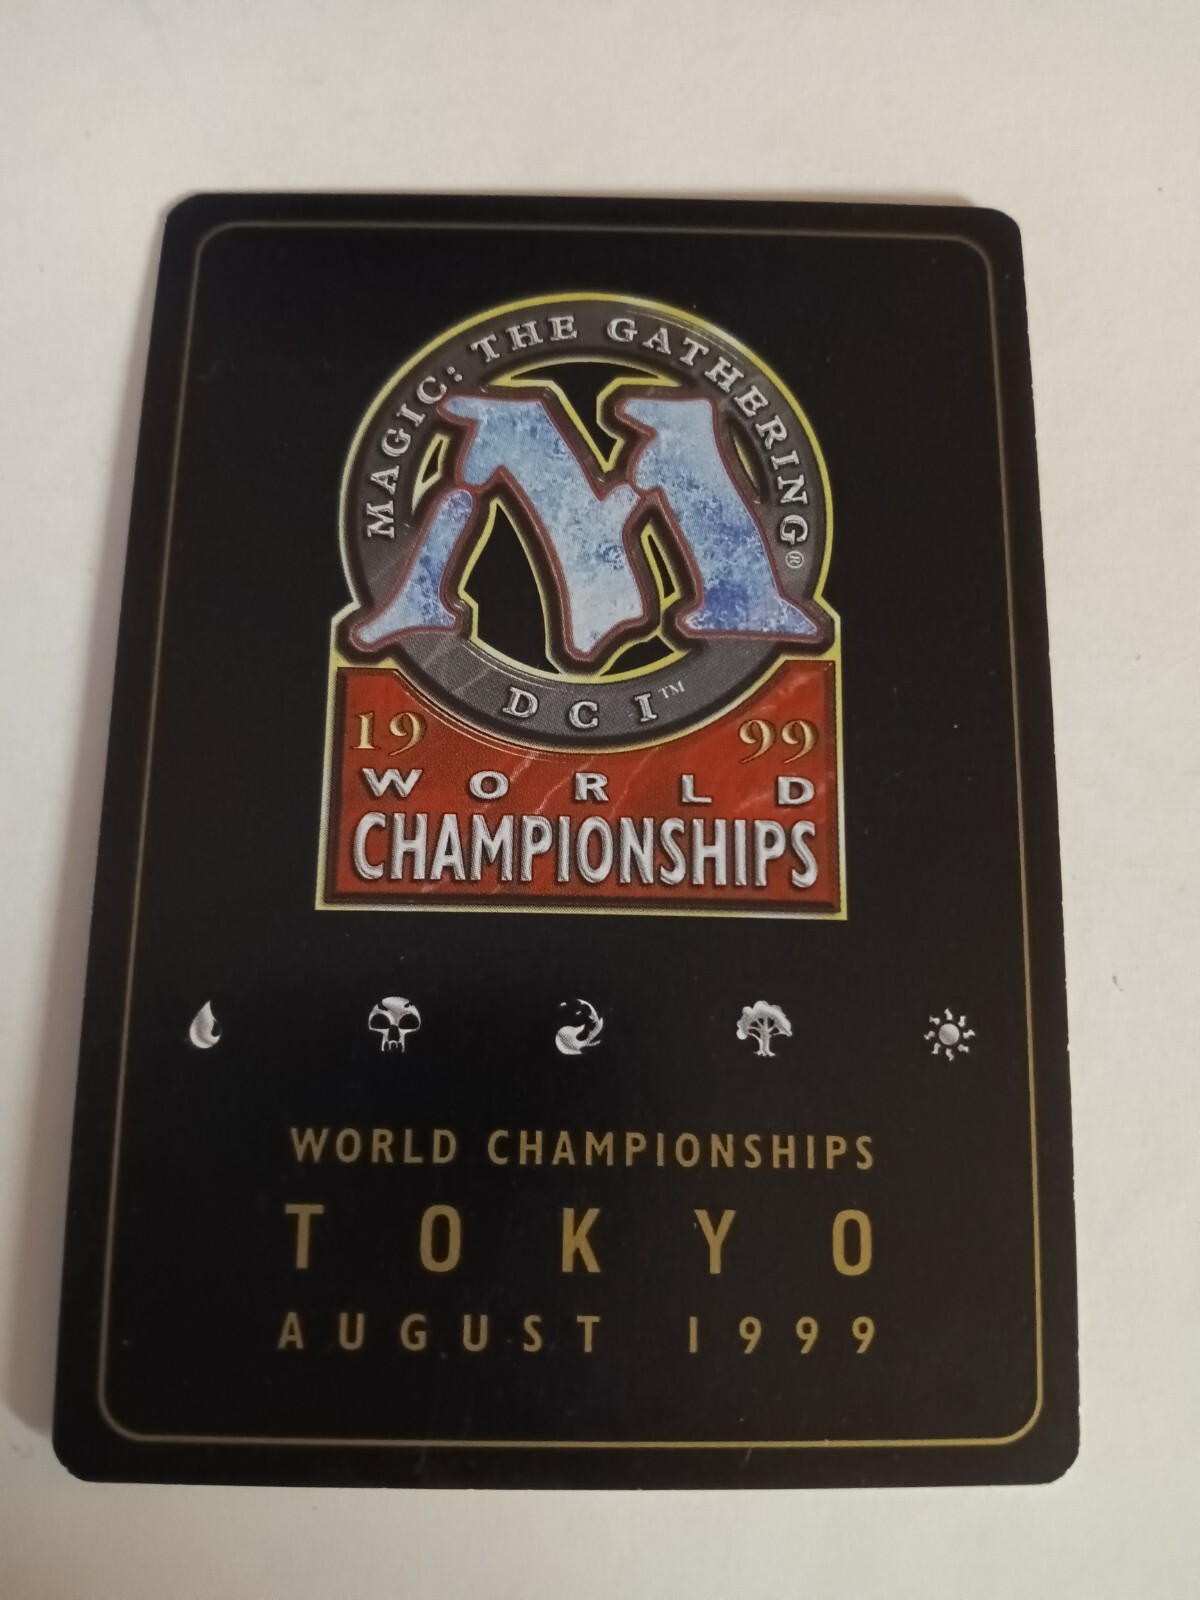 MAGIC: THE GATHERING®
M
DCI™
19 99
WORLD
CHAMPIONSHIPS
WORLD CHAMPIONSHIPS
TOKYO
AUGUST 1999